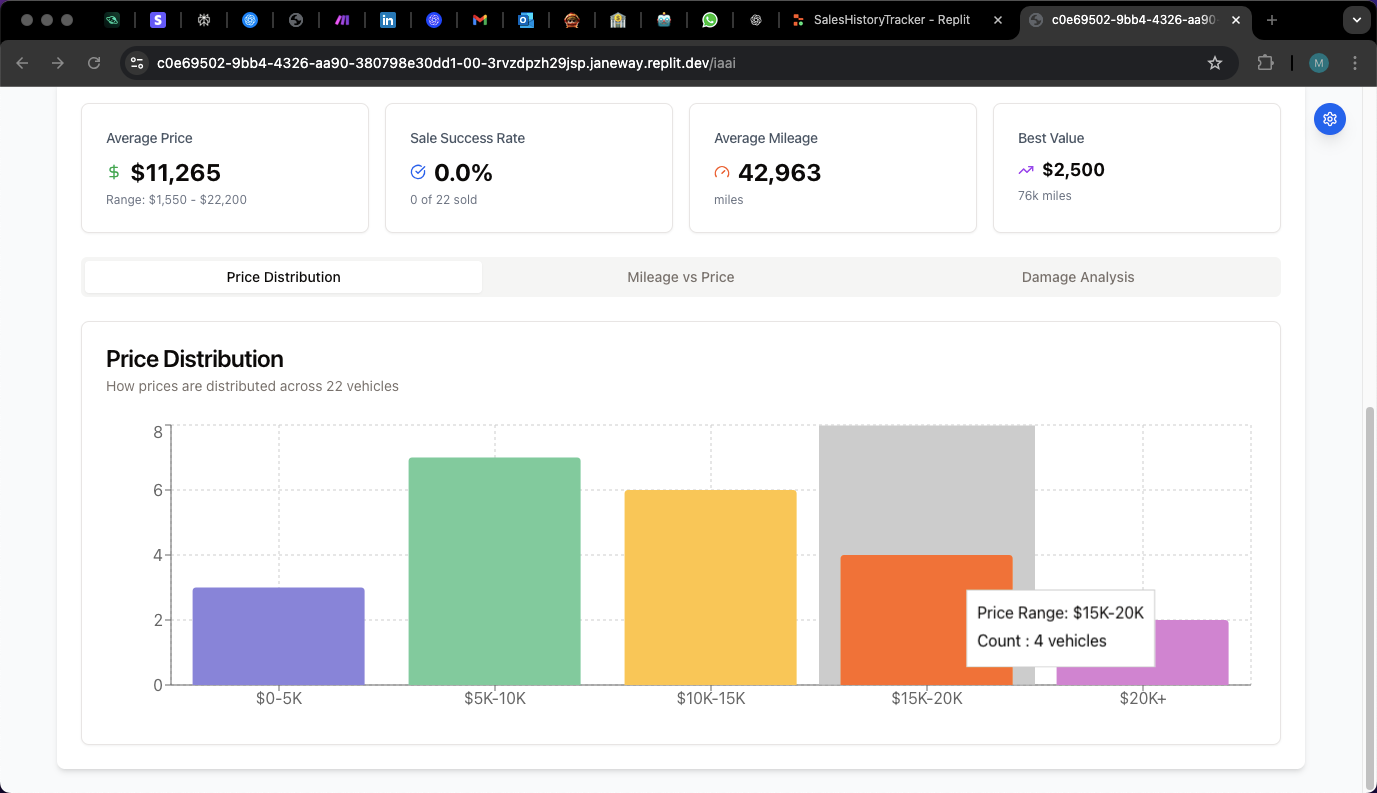 SalesHistoryTracker - Replit
c0e69502-9bb4-4326-aa90
c0e69502-9bb4-4326-aa90-380798e30dd1-00-3rvzdpzh29jsp.janeway.replit.dev/iaai
M
Average Price
$ $11,265
Range: $1,550 - $22,200
Sale Success Rate
0.0%
0 of 22 sold
Average Mileage
42,963
miles
Best Value
$2,500
76k miles
Price Distribution
Mileage vs Price
Damage Analysis
Price Distribution
How prices are distributed across 22 vehicles
8
6
4
2
0
$0-5K
$5K-10K
$10K-15K
$15K-20K
$20K+
Price Range: $15K-20K
Count : 4 vehicles